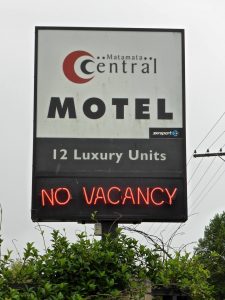 Matamata
Central
MOTEL
12 Luxury Units
NO VACANCY